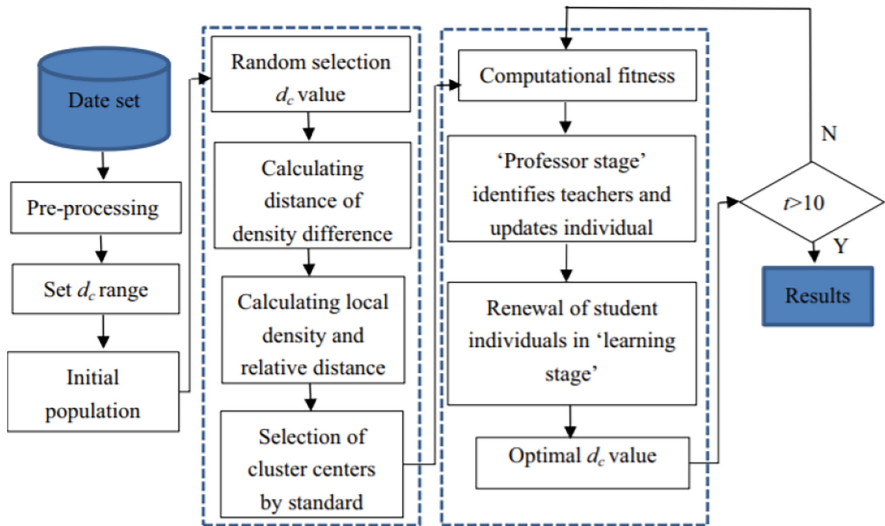 Date set
Pre-processing
Set dc range
Initial
population
Random selection
dc value
Calculating
distance of
density difference
Calculating local
density and
relative distance
Selection of
cluster centers
by standard
Computational fitness
‘Professor stage’
identifies teachers and
updates individual
Renewal of student
individuals in ‘learning
stage’
Optimal dc value
N
t>10
Y
Results